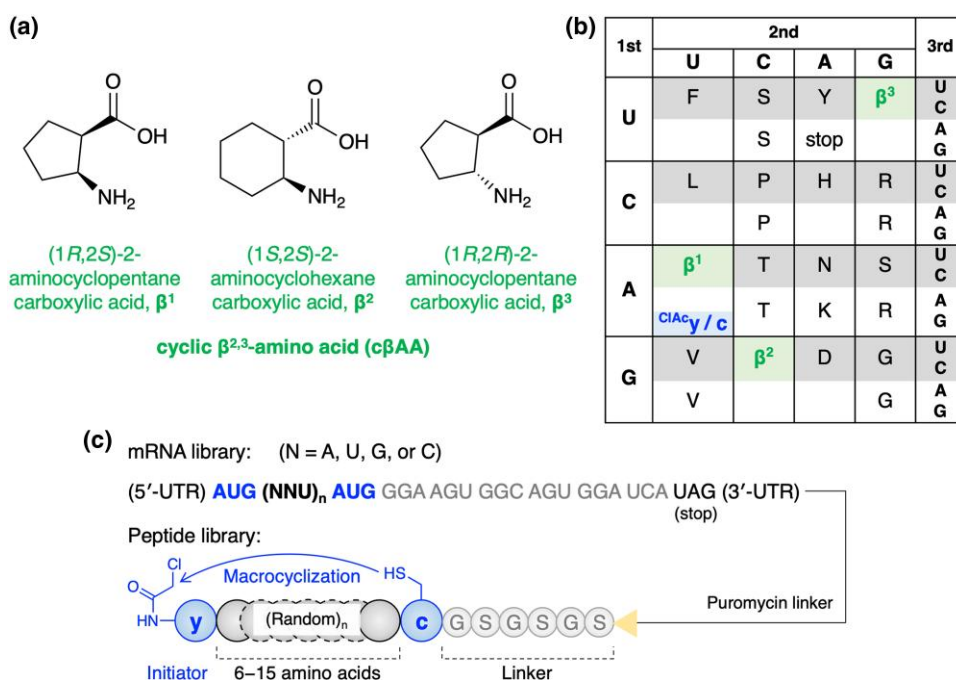 (a)
O
OH
NH₂
O
OH
NH₂
O
OH
NH₂
(1R,2S)-2-
aminocyclopentane
carboxylic acid, β¹
(1S,2S)-2-
aminocyclohexane
carboxylic acid, β²
(1R,2R)-2-
aminocyclopentane
carboxylic acid, β³
cyclic β²,³-amino acid (cβAA)
(b)
1st 2nd 3rd
U C A G
U F S Y β³ U C
S stop A G
C L P H R U C
P R A G
A β¹ T N S U C
ClAcy / c T K R A G
G V β² D G U C
V G A G
(c)
mRNA library: (N = A, U, G, or C)
(5′-UTR) AUG (NNU)n AUG GGA AGU GGC AGU GGA UCA UAG (3′-UTR)
(stop)
Peptide library:
Cl
O
HN
Macrocyclization
HS
Puromycin linker
y (Random)n c G S G S G S
Initiator 6–15 amino acids Linker